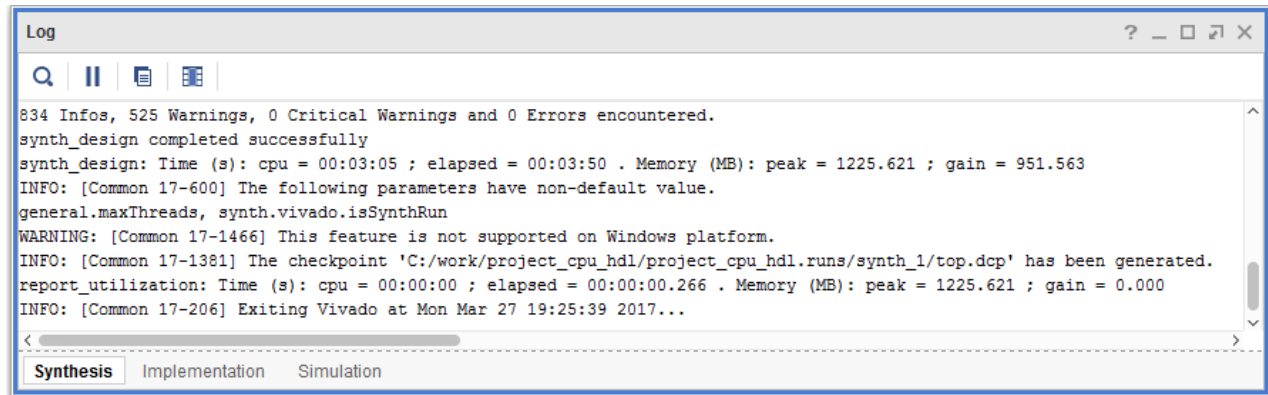 Log
834 Infos, 525 Warnings, 0 Critical Warnings and 0 Errors encountered.
synth_design completed successfully
synth_design: Time (s): cpu = 00:03:05 ; elapsed = 00:03:50 . Memory (MB): peak = 1225.621 ; gain = 951.563
INFO: [Common 17-600] The following parameters have non-default value.
general.maxThreads, synth.vivado.isSynthRun
WARNING: [Common 17-1466] This feature is not supported on Windows platform.
INFO: [Common 17-1381] The checkpoint 'C:/work/project_cpu_hdl/project_cpu_hdl.runs/synth_1/top.dcp' has been generated.
report_utilization: Time (s): cpu = 00:00:00 ; elapsed = 00:00:00.266 . Memory (MB): peak = 1225.621 ; gain = 0.000
INFO: [Common 17-206] Exiting Vivado at Mon Mar 27 19:25:39 2017...
Synthesis Implementation Simulation